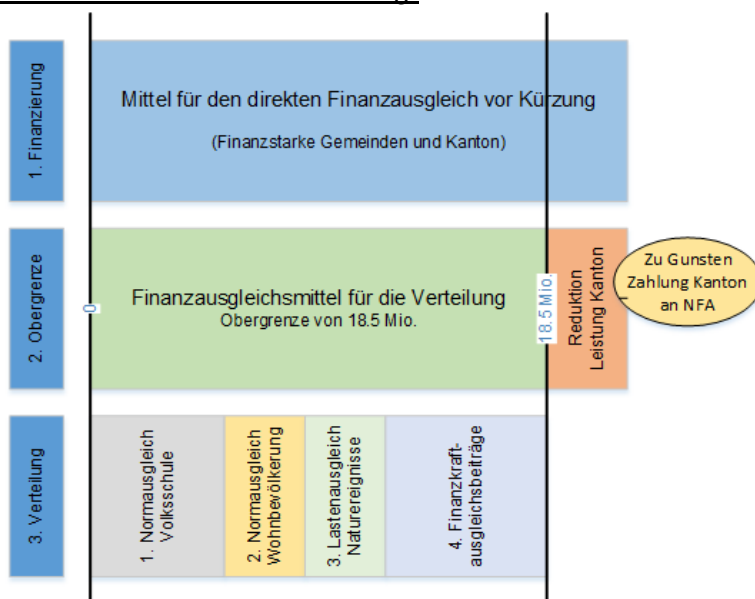 1. Finanzierung
Mittel für den direkten Finanzausgleich vor Kürzung
(Finanzstarke Gemeinden und Kanton)
2. Obergrenze
0
Finanzausgleichsmittel für die Verteilung
Obergrenze von 18.5 Mio.
18.5 Mio.
Reduktion
Leistung Kanton
Zu Gunsten
Zahlung Kanton
an NFA
3. Verteilung
1. Normausgleich
Volksschule
2. Normausgleich
Wohnbevölkerung
3. Lastenausgleich
Naturereignisse
4. Finanzkraft-
ausgleichsbeiträge